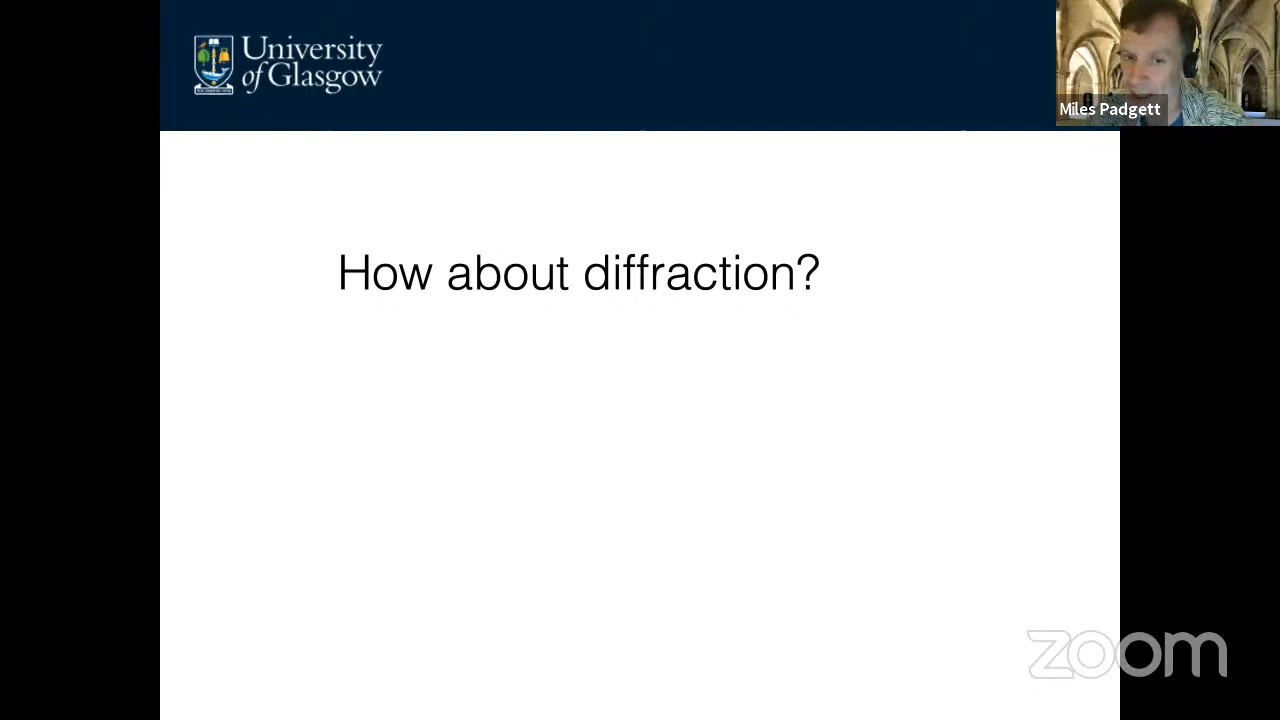 University
of Glasgow
Miles Padgett
How about diffraction?
zoom